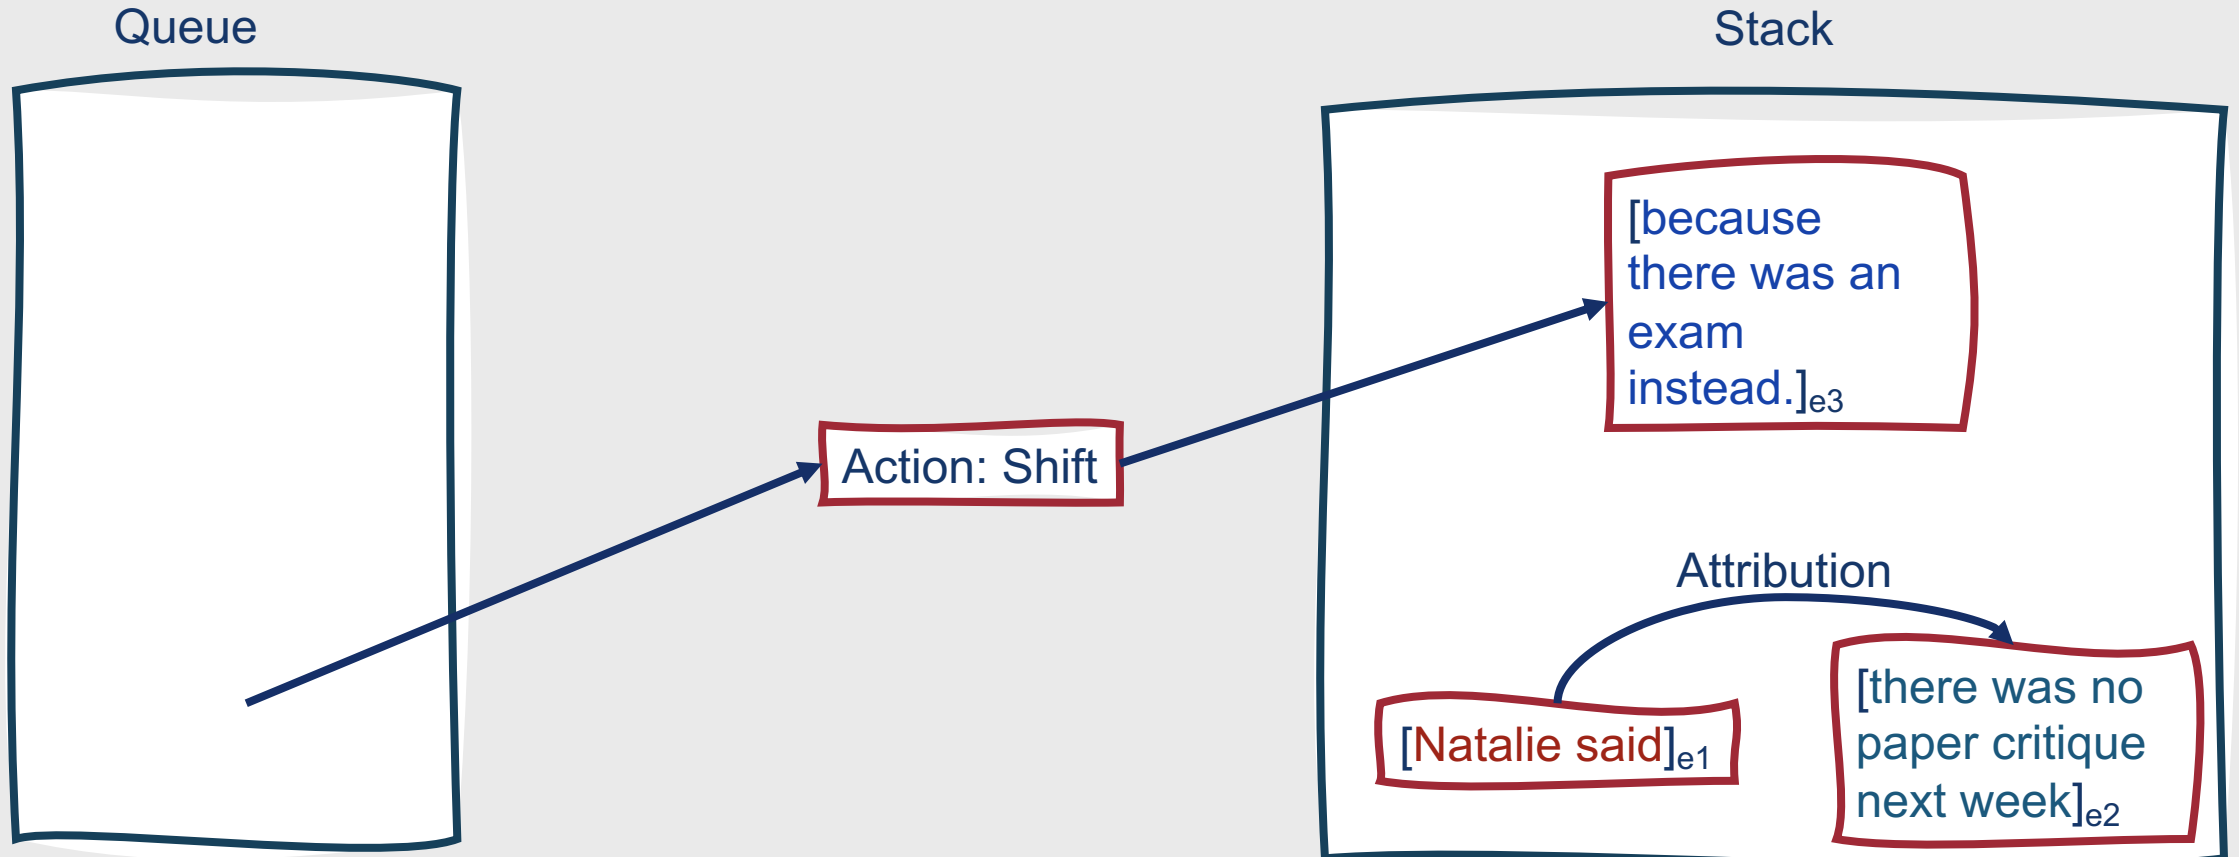 Queue
Stack
[because
there was an
exam
instead.]e3
Action: Shift
Attribution
[Natalie said]e1
[there was no
paper critique
next week]e2